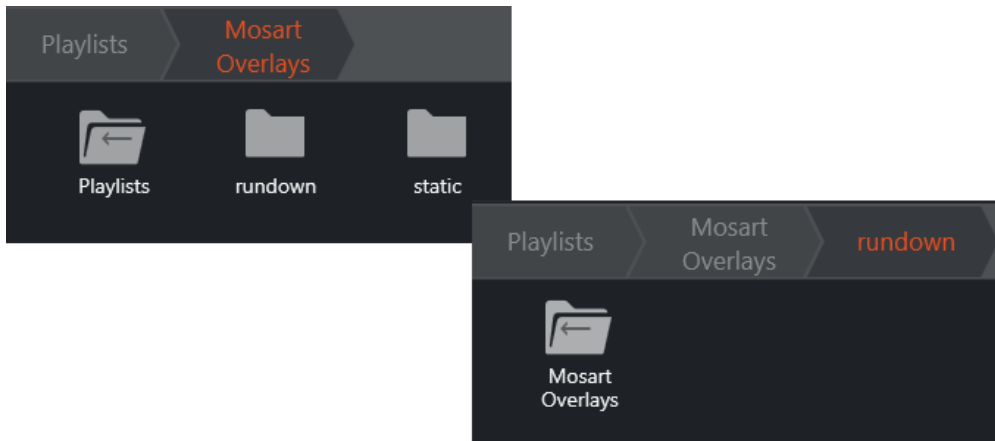 Playlists
Mosart
Overlays
Playlists
rundown
static
Playlists
Mosart
Overlays
rundown
Mosart
Overlays